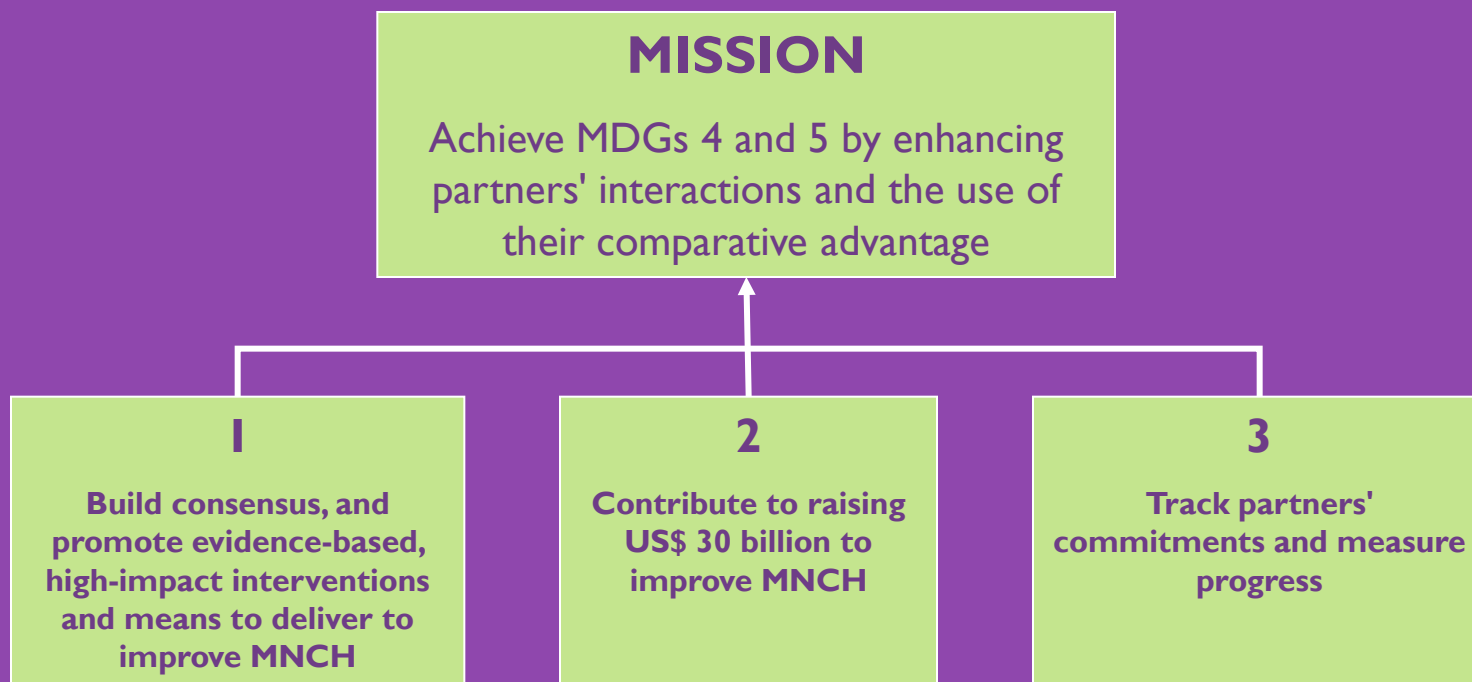 MISSION
Achieve MDGs 4 and 5 by enhancing
partners' interactions and the use of
their comparative advantage
1
Build consensus, and
promote evidence-based,
high-impact interventions
and means to deliver to
improve MNCH
2
Contribute to raising
US$ 30 billion to
improve MNCH
3
Track partners'
commitments and measure
progress